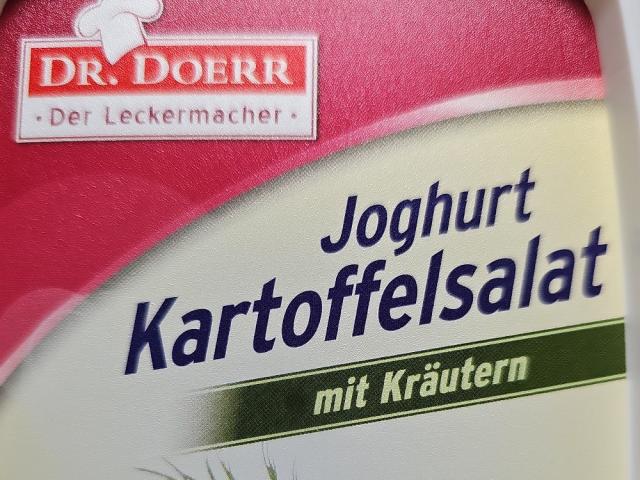 DR. DOERR
· Der Leckermacher ·
Joghurt
Kartoffelsalat
mit Kräutern